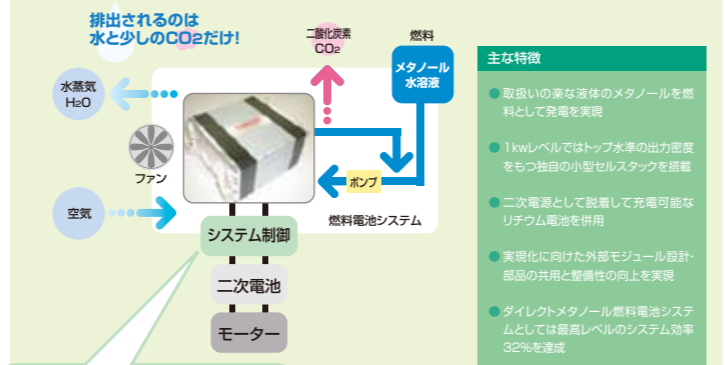 排出されるのは
水と少しのCO2だけ!
二酸化炭素
CO2
燃料
メタノール
水溶液
水蒸気
H2O
ファン
ポンプ
空気
燃料電池システム
システム制御
二次電池
モーター
主な特徴
●取扱いの楽な液体のメタノールを燃
料として発電を実現
●1kwレベルではトップ水準の出力密度
をもつ独自の小型セルスタックを搭載
●二次電源として脱着して充電可能な
リチウム電池を併用
●実現化に向けた外部モジュール設計・
部品の共用と整備性の向上を実現
●ダイレクトメタノール燃料電池システ
ムとしては最高レベルのシステム効率
32%を達成